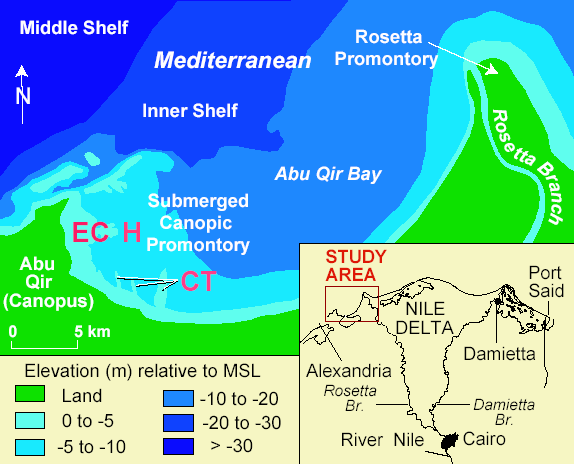 Middle Shelf
Mediterranean
Rosetta
Promontory
N
Inner Shelf
Rosetta Branch
Abu Qir Bay
Submerged
Canopic
Promontory
EC H
CT
Abu
Qir
(Canopus)
0 5 km
STUDY
AREA
Port
Said
NILE
DELTA
Damietta
Alexandria
Rosetta
Br.
Damietta
Br.
River Nile
Cairo
Elevation (m) relative to MSL
Land
0 to -5
-5 to -10
-10 to -20
-20 to -30
> -30